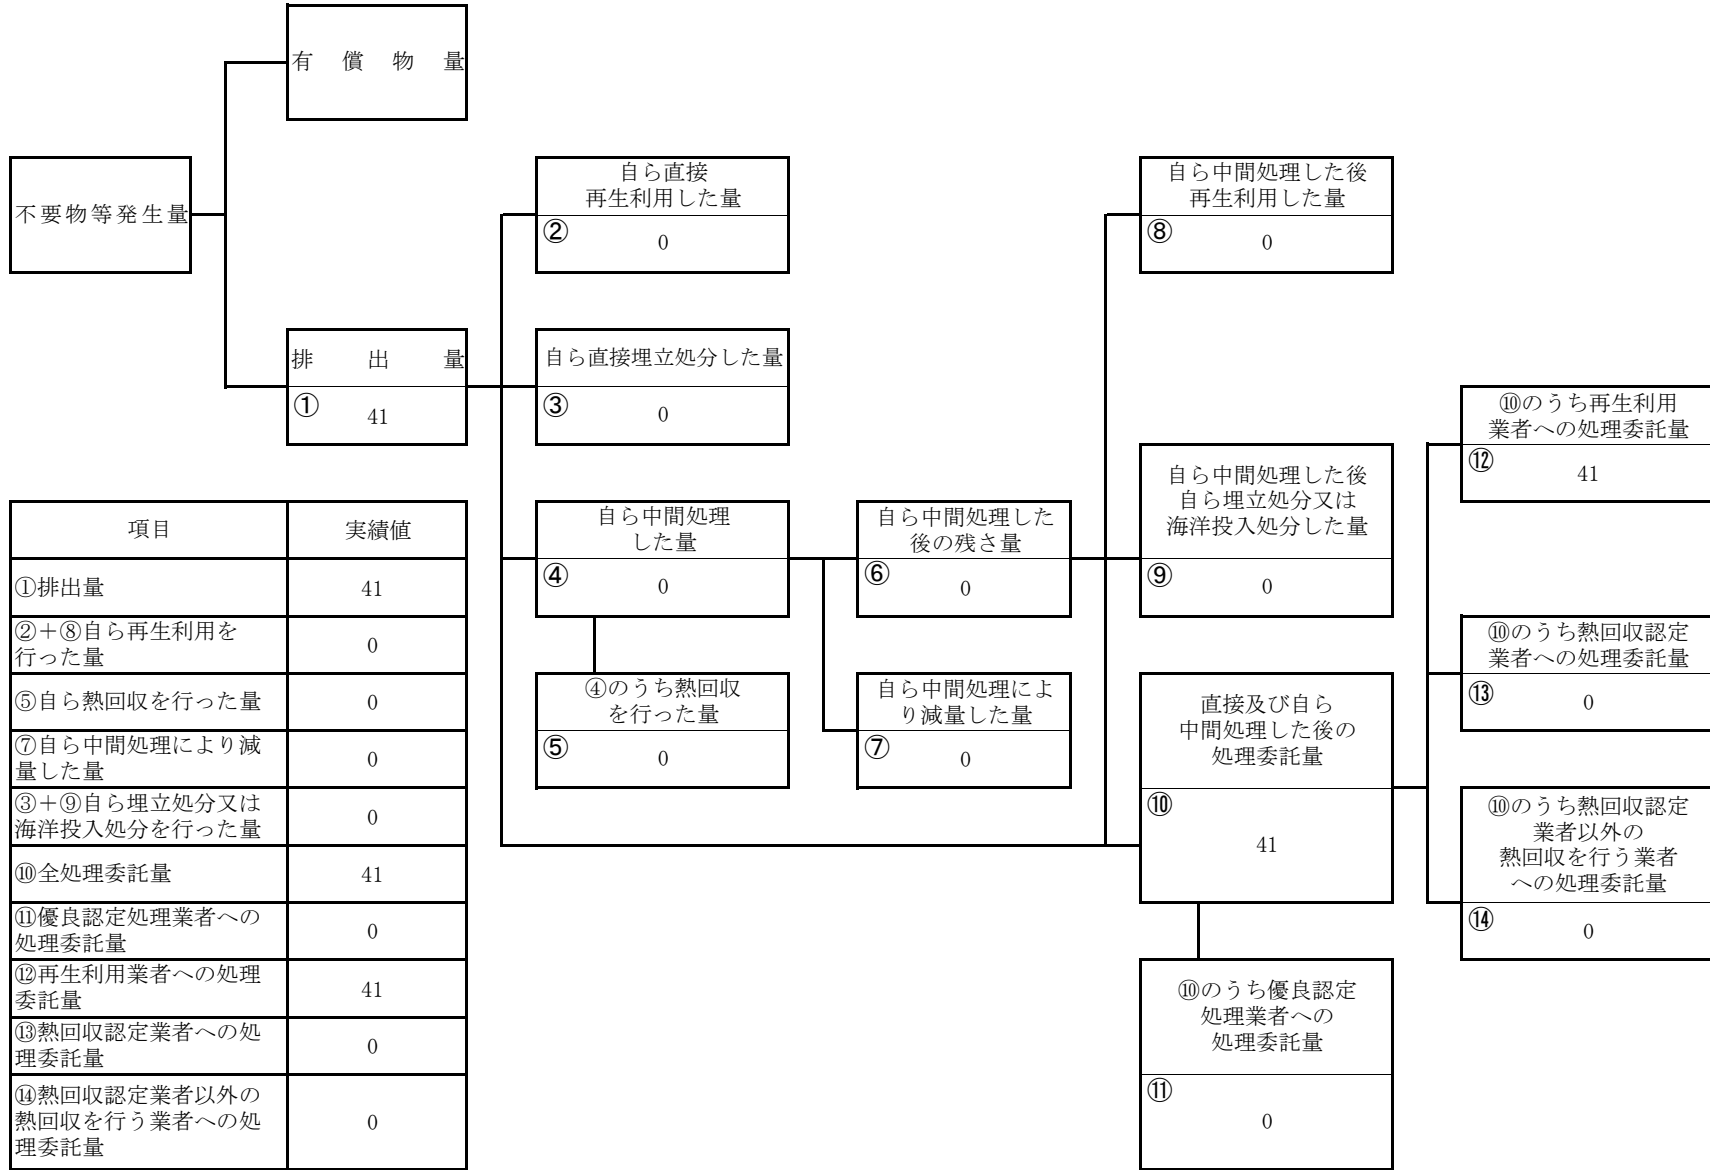 有償物量
不要物等発生量
排出量
①
41
自ら直接
再生利用した量
②
0
自ら直接埋立処分した量
③
0
自ら中間処理
した量
④
0
④のうち熱回収
を行った量
⑤
0
自ら中間処理した
後の残さ量
⑥
0
自ら中間処理によ
り減量した量
⑦
0
自ら中間処理した後
再生利用した量
⑧
0
自ら中間処理した後
自ら埋立処分又は
海洋投入処分した量
⑨
0
直接及び自ら
中間処理した後の
処理委託量
⑩
41
⑩のうち優良認定
処理業者への
処理委託量
⑪
0
⑩のうち再生利用
業者への処理委託量
⑫
41
⑩のうち熱回収認定
業者への処理委託量
⑬
0
⑩のうち熱回収認定
業者以外の
熱回収を行う業者
への処理委託量
⑭
0
項目 実績値
①排出量 41
②＋⑧自ら再生利用を
行った量 0
⑤自ら熱回収を行った量 0
⑦自ら中間処理により減
量した量 0
③＋⑨自ら埋立処分又は
海洋投入処分を行った量 0
⑩全処理委託量 41
⑪優良認定処理業者への
処理委託量 0
⑫再生利用業者への処理
委託量 41
⑬熱回収認定業者への処
理委託量 0
⑭熱回収認定業者以外の
熱回収を行う業者への処
理委託量 0